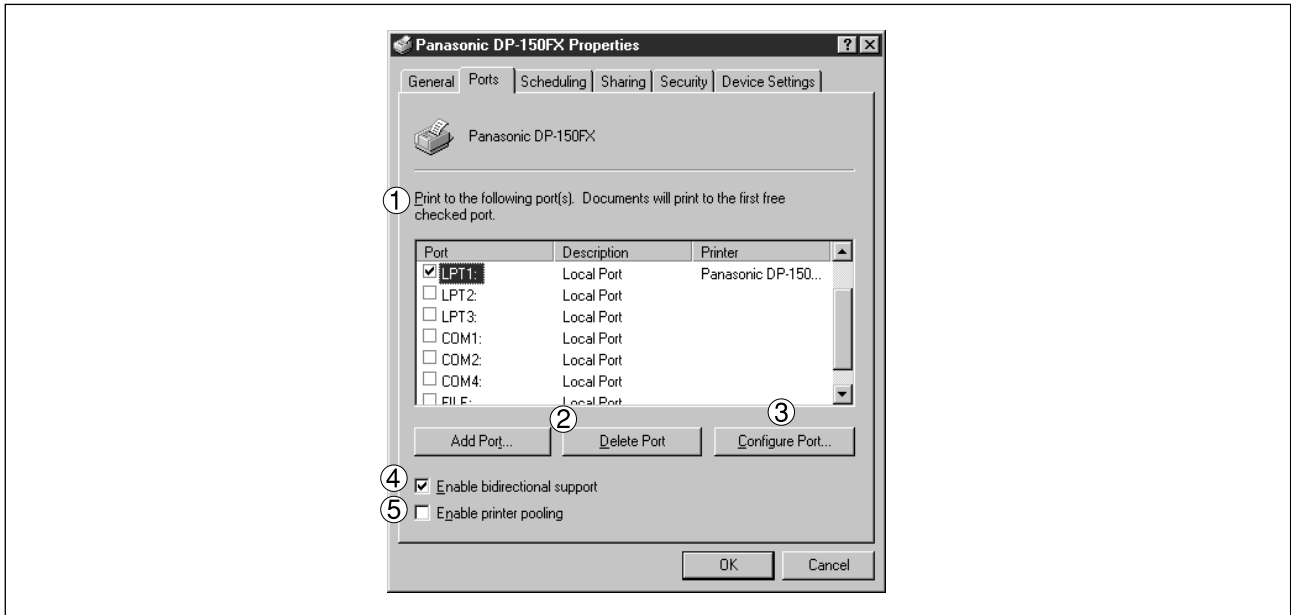 Panasonic DP-150FX Properties
General Ports Scheduling Sharing Security Device Settings
Panasonic DP-150FX
① Print to the following port(s). Documents will print to the first free
checked port.
Port Description Printer
LPT1: Local Port Panasonic DP-150...
LPT2: Local Port
LPT3: Local Port
COM1: Local Port
COM2: Local Port
COM4: Local Port
FILE: Local Port
② ③
Add Port... Delete Port Configure Port...
④ Enable bidirectional support
⑤ Enable printer pooling
OK Cancel